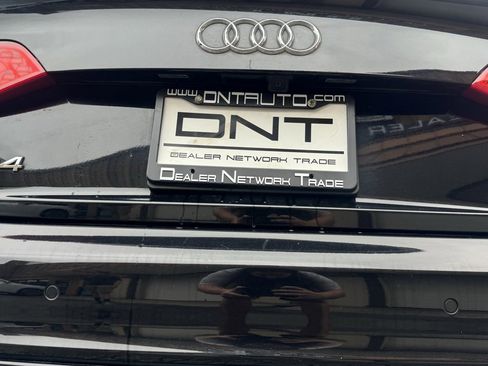 www.DNTAUTO.com
DNT
DEALER NETWORK TRADE
DEALER NETWORK TRADE
4